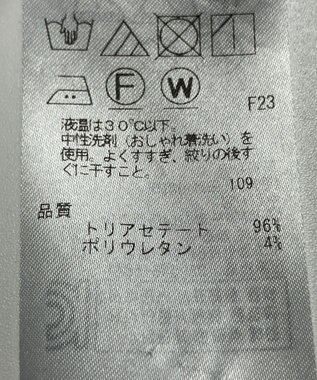 F W
F23
液温は30℃以下。
中性洗剤（おしゃれ着洗い）を
使用。よくすすぎ、絞りの後す
ぐに干すこと。
109
品質
トリアセテート 96%
ポリウレタン 4%